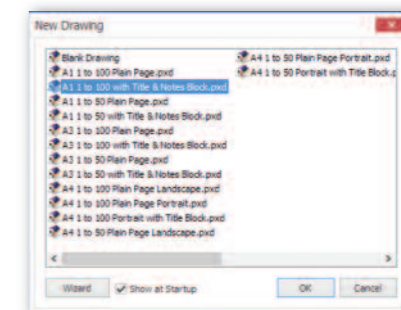 New Drawing
Blank Drawing
A1 1 to 100 Plain Page.pxd
A1 1 to 100 with Title & Notes Block.pxd
A1 1 to 50 Plain Page.pxd
A1 1 to 50 with Title & Notes Block.pxd
A3 1 to 100 Plain Page.pxd
A3 1 to 100 with Title & Notes Block.pxd
A3 1 to 50 Plain Page.pxd
A3 1 to 50 with Title & Notes Block.pxd
A4 1 to 100 Plain Page Landscape.pxd
A4 1 to 100 Plain Page Portrait.pxd
A4 1 to 100 Portrait with Title Block.pxd
A4 1 to 50 Plain Page Landscape.pxd
A4 1 to 50 Plain Page Portrait.pxd
A4 1 to 50 Portrait with Title Block.p
Wizard
Show at Startup
OK
Cancel